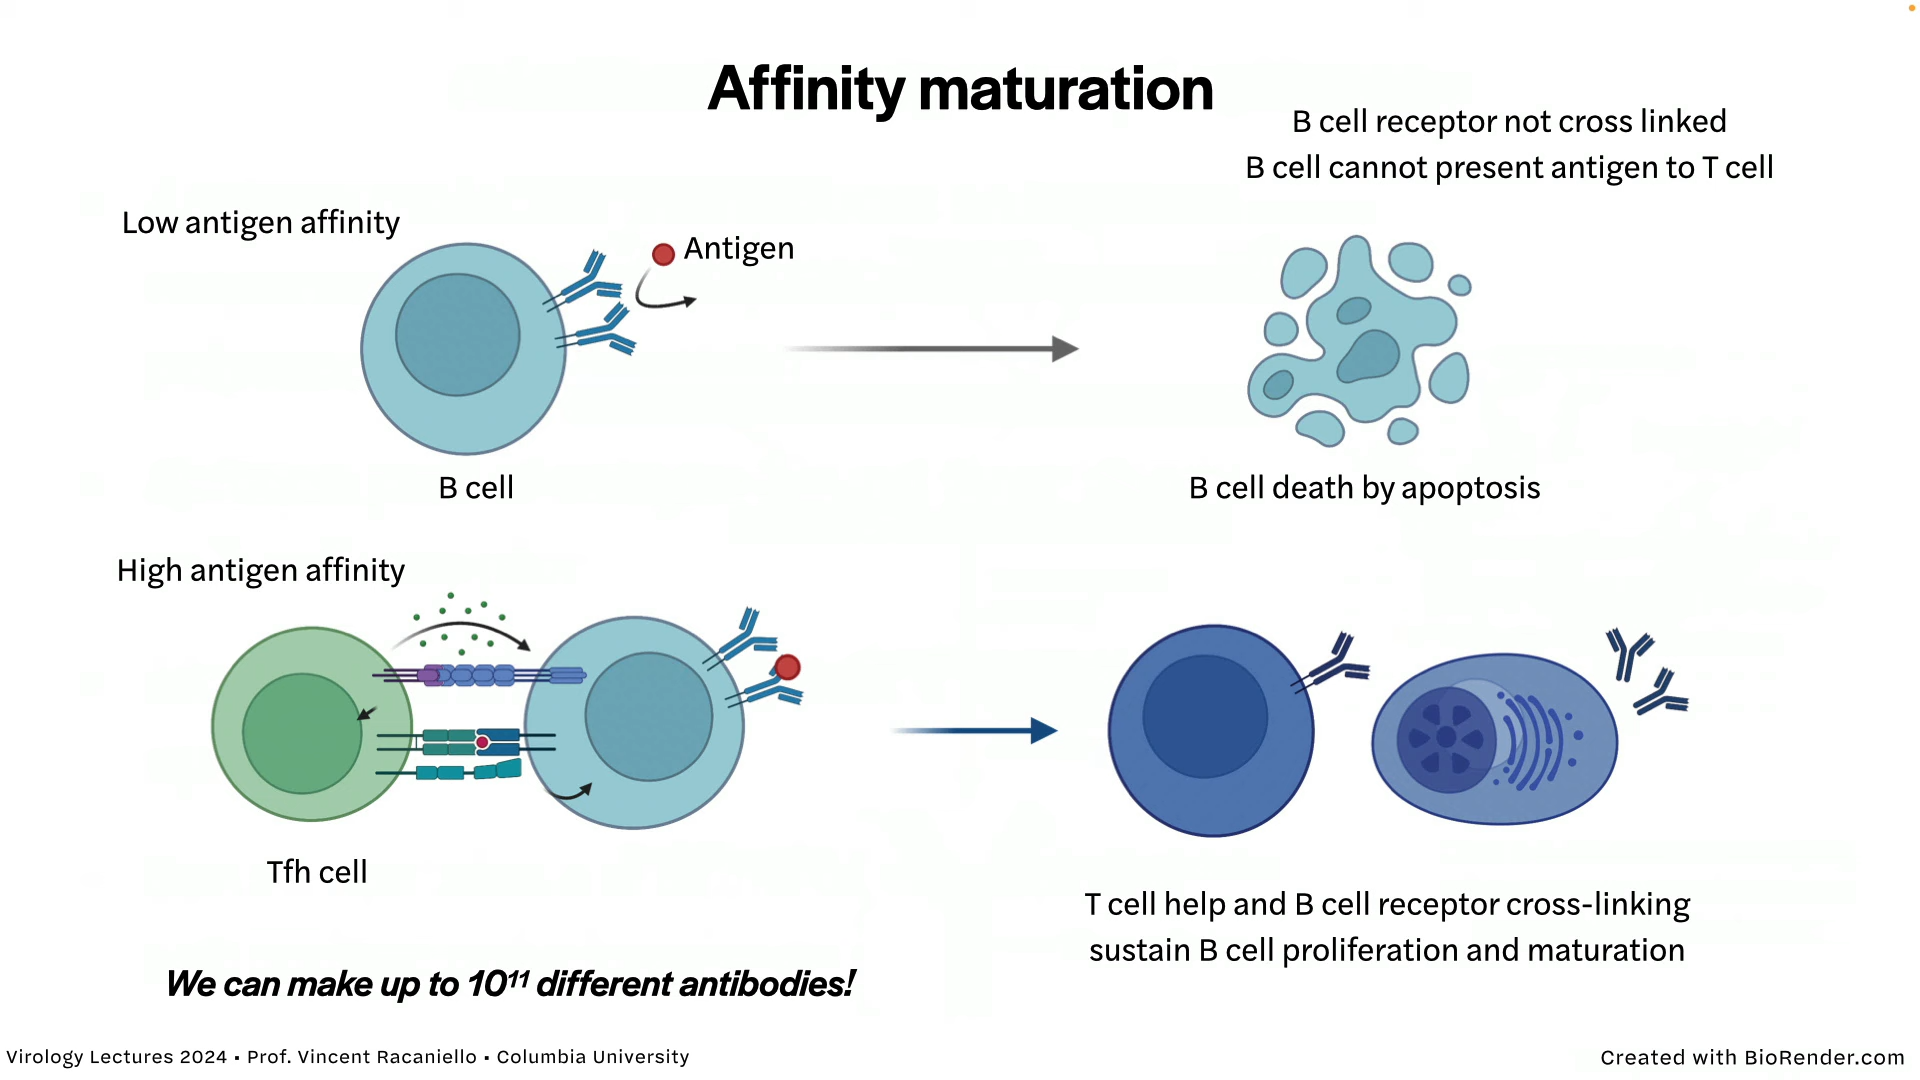 Affinity maturation
B cell receptor not cross linked
B cell cannot present antigen to T cell
Low antigen affinity
Antigen
B cell
B cell death by apoptosis
High antigen affinity
Tfh cell
T cell help and B cell receptor cross-linking
sustain B cell proliferation and maturation
We can make up to 10¹¹ different antibodies!
Virology Lectures 2024 • Prof. Vincent Racaniello • Columbia University
Created with BioRender.com